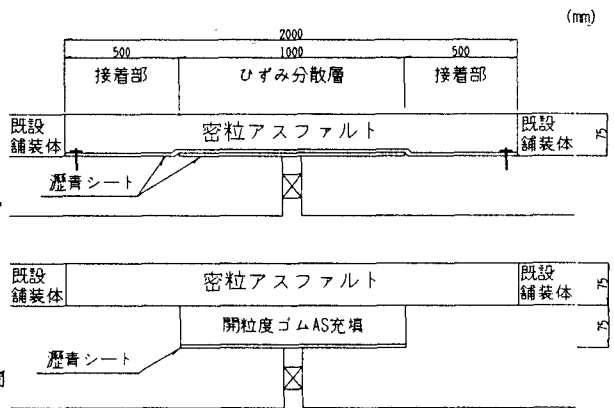 (mm)
2000
500 1000 500
接着部 ひずみ分散層 接着部
既設
舗装体
密粒アスファルト
既設
舗装体
75
瀝青シート
既設
舗装体
密粒アスファルト
既設
舗装体
75
開粒度ゴムAS充填
75
瀝青シート